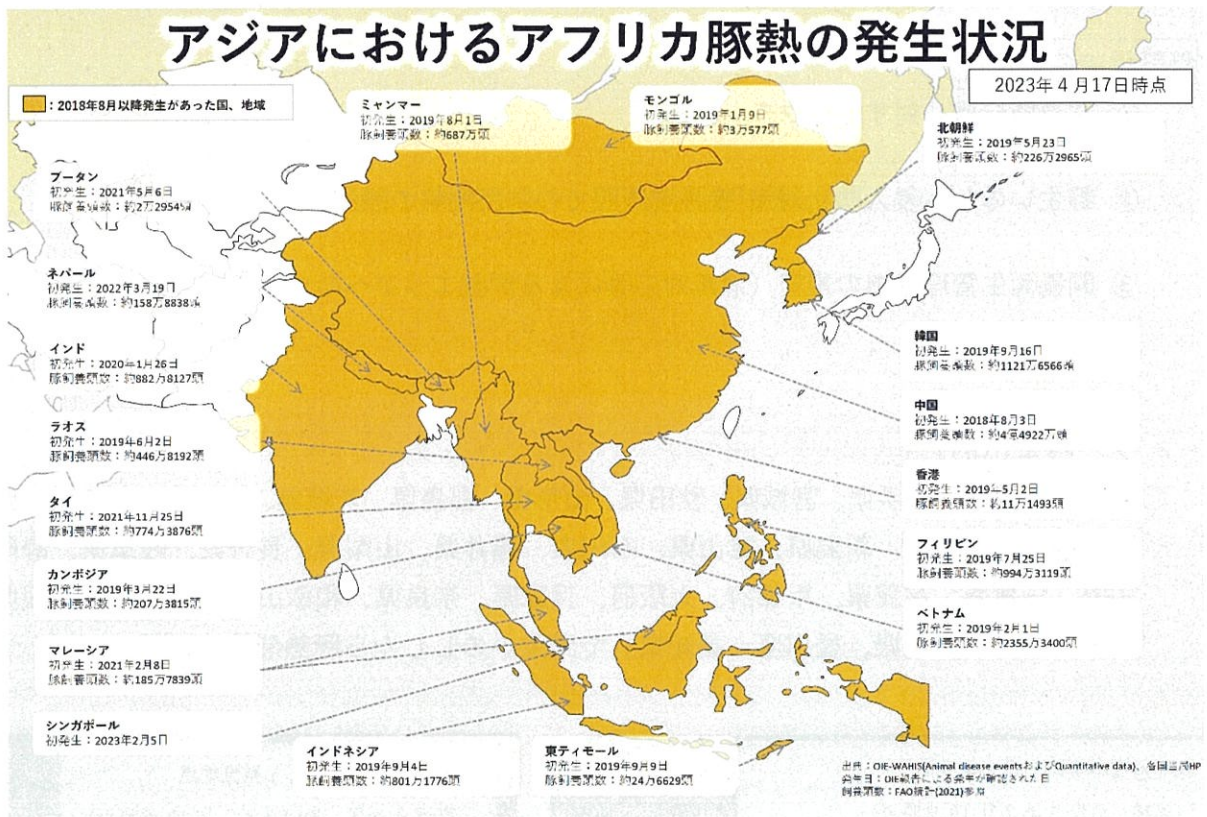 アジアにおけるアフリカ豚熱の発生状況
2023年4月17日時点
：2018年8月以降発生があった国、地域
ミャンマー
初発生：2019年8月1日
豚飼養頭数：約687万頭
モンゴル
初発生：2019年1月9日
豚飼養頭数：約3万577頭
北朝鮮
初発生：2019年5月23日
豚飼養頭数：約226万2965頭
ブータン
初発生：2021年5月6日
豚飼養頭数：約2万2954頭
ネパール
初発生：2022年3月19日
豚飼養頭数：約158万8838頭
インド
初発生：2020年1月26日
豚飼養頭数：約882万8127頭
ラオス
初発生：2019年6月2日
豚飼養頭数：約446万8192頭
タイ
初発生：2021年11月25日
豚飼養頭数：約774万3876頭
カンボジア
初発生：2019年3月22日
豚飼養頭数：約207万3815頭
マレーシア
初発生：2021年2月8日
豚飼養頭数：約185万7839頭
シンガポール
初発生：2023年2月5日
インドネシア
初発生：2019年9月4日
豚飼養頭数：約801万1776頭
東ティモール
初発生：2019年9月9日
豚飼養頭数：約24万6629頭
韓国
初発生：2019年9月16日
豚飼養頭数：約1121万6566頭
中国
初発生：2018年8月3日
豚飼養頭数：約4億4922万頭
香港
初発生：2019年5月2日
豚飼養頭数：約11万1493頭
フィリピン
初発生：2019年7月25日
豚飼養頭数：約994万3119頭
ベトナム
初発生：2019年2月1日
豚飼養頭数：約2355万3400頭
出典：OIE-WAHIS(Animal disease eventsおよびQuantitative data)、各国当局HP
発生日：OIE報告による発生が確認された日
飼養頭数：FAO統計(2021)参照